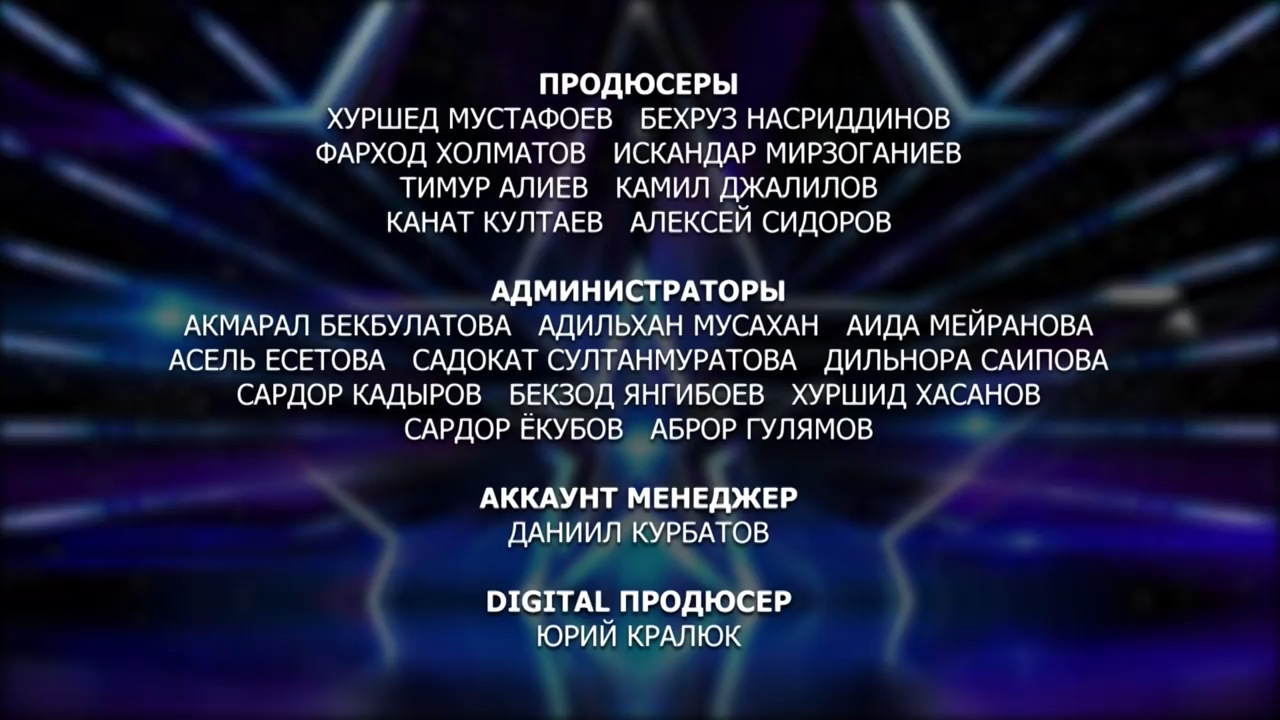 ПРОДЮСЕРЫ
ХУРШЕД МУСТАФОЕВ БЕХРУЗ НАСРИДДИНОВ
ФАРХОД ХОЛМАТОВ ИСКАНДАР МИРЗОГАНИЕВ
ТИМУР АЛИЕВ КАМИЛ ДЖАЛИЛОВ
КАНАТ КУЛТАЕВ АЛЕКСЕЙ СИДОРОВ
АДМИНИСТРАТОРЫ
АКМАРАЛ БЕКБУЛАТОВА АДИЛЬХАН МУСАХАН АИДА МЕЙРАНОВА
АСЕЛЬ ЕСЕТОВА САДОКАТ СУЛТАНМУРАТОВА ДИЛЬНОРА САИПОВА
САРДОР КАДЫРОВ БЕКЗОД ЯНГИБОЕВ ХУРШИД ХАСАНОВ
САРДОР ЁКУБОВ АБРОР ГУЛЯМОВ
АККАУНТ МЕНЕДЖЕР
ДАНИИЛ КУРБАТОВ
DIGITAL ПРОДЮСЕР
ЮРИЙ КРАЛЮК